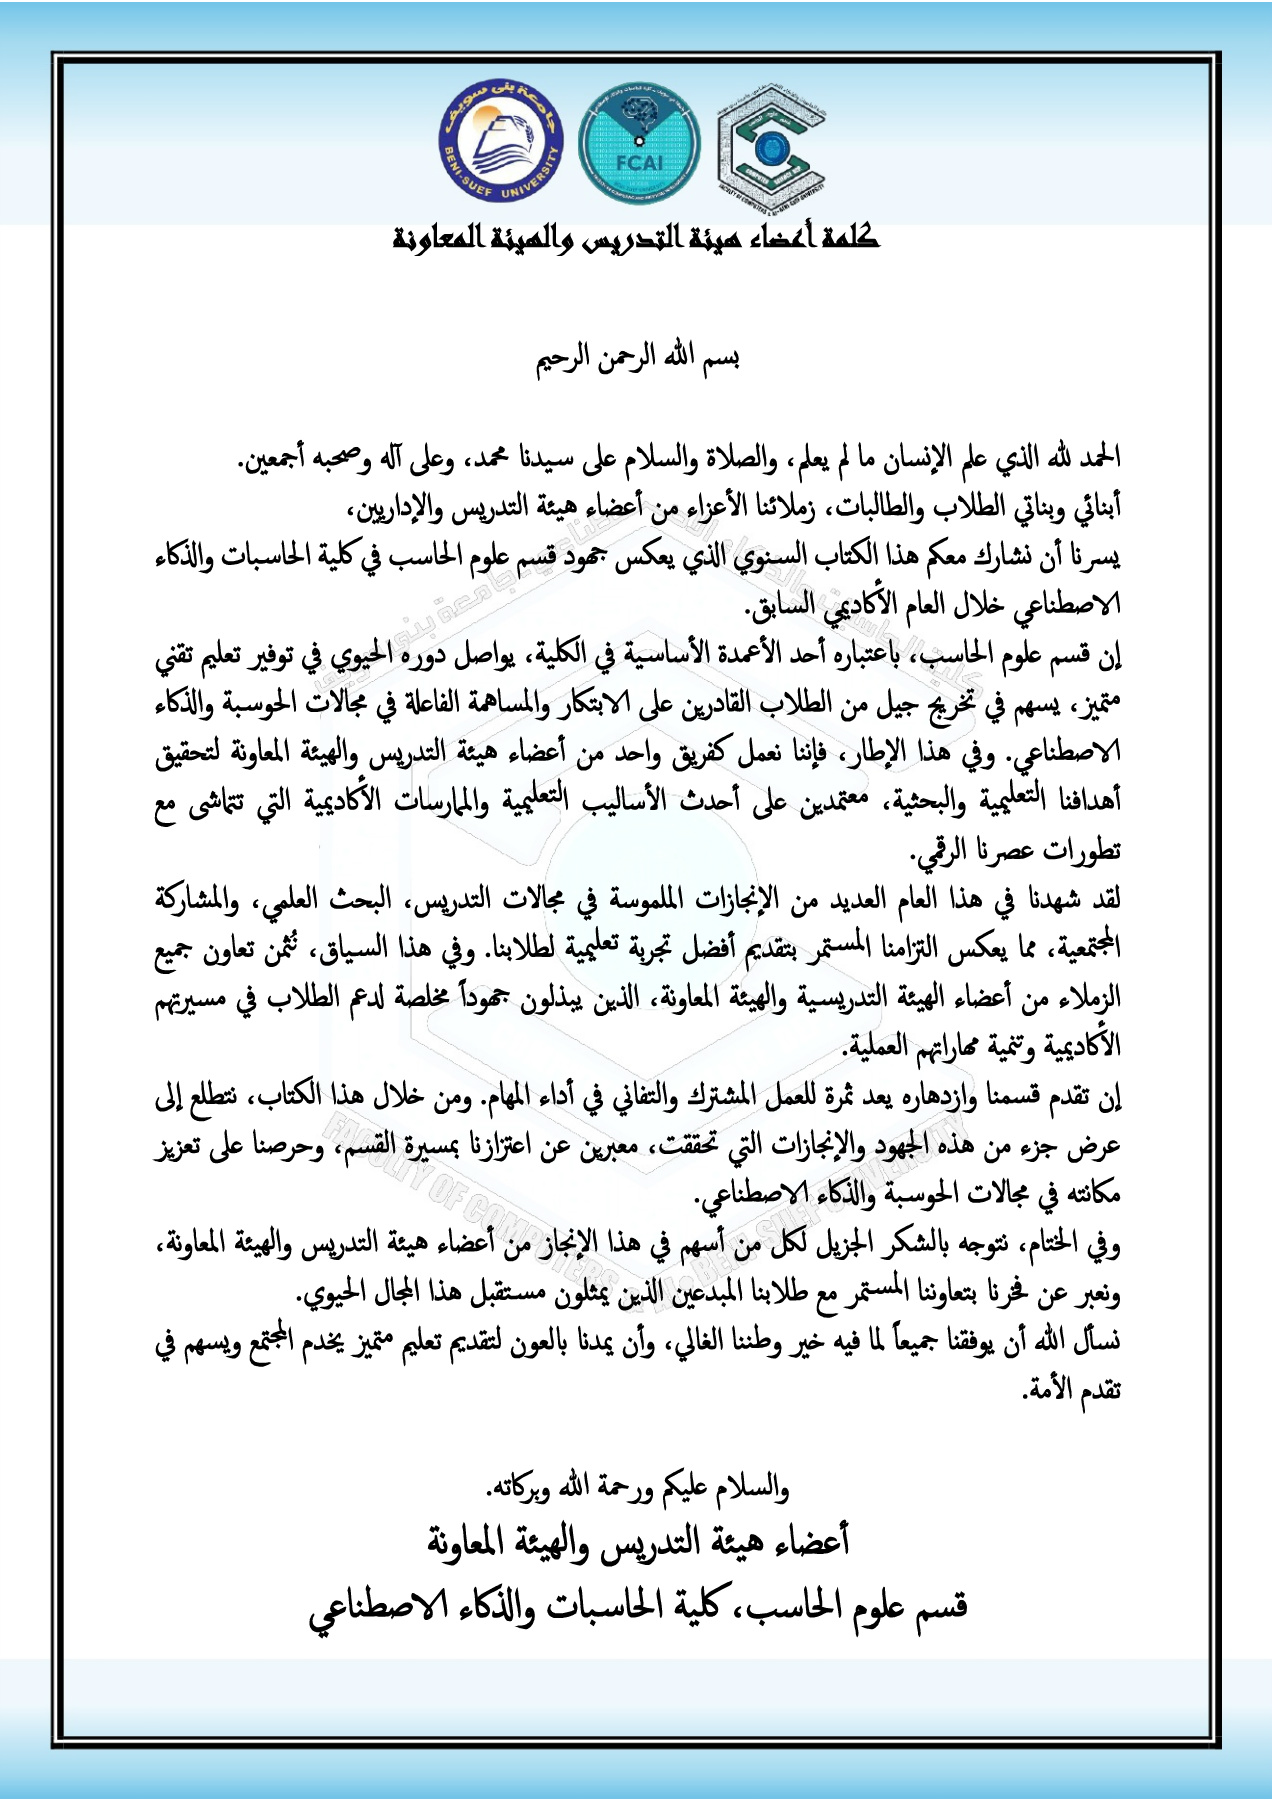 جامعة بنى سويف
BENI-SUEF UNIVERSITY
FCAI
كلمة أعضاء هيئة التدريس والهيئة المعاونة
بسم الله الرحمن الرحيم
الحمد لله الذي علم الإنسان ما لم يعلم، والصلاة والسلام على سيدنا محمد، وعلى آله وصحبه أجمعين.
أبنائي وبناتي الطلاب والطالبات، زملائنا الأعزاء من أعضاء هيئة التدريس والإداريين،
يسرنا أن نشارك معكم هذا الكتاب السنوي الذي يعكس جهود قسم علوم الحاسب في كلية الحاسبات والذكاء
الاصطناعي خلال العام الأكاديمي السابق.
إن قسم علوم الحاسب، باعتباره أحد الأعمدة الأساسية في الكلية، يواصل دوره الحيوي في توفير تعليم تقني
متميز، يسهم في تخريج جيل من الطلاب القادرين على الابتكار والمساهمة الفاعلة في مجالات الحوسبة والذكاء
الاصطناعي. وفي هذا الإطار، فإننا نعمل كفريق واحد من أعضاء هيئة التدريس والهيئة المعاونة لتحقيق
أهدافنا التعليمية والبحثية، معتمدين على أحدث الأساليب التعليمية والممارسات الأكاديمية التي تتماشى مع
تطورات عصرنا الرقمي.
لقد شهدنا في هذا العام العديد من الإنجازات الملموسة في مجالات التدريس، البحث العلمي، والمشاركة
المجتمعية، مما يعكس التزامنا المستمر بتقديم أفضل تجربة تعليمية لطلابنا. وفي هذا السياق، نُثمن تعاون جميع
الزملاء من أعضاء الهيئة التدريسية والهيئة المعاونة، الذين يبذلون جهوداً مخلصة لدعم الطلاب في مسيرتهم
الأكاديمية وتنمية مهاراتهم العملية.
إن تقدم قسمنا وازدهاره يعد ثمرة للعمل المشترك والتفاني في أداء المهام. ومن خلال هذا الكتاب، نتطلع إلى
عرض جزء من هذه الجهود والإنجازات التي تحققت، معبرين عن اعتزازنا بمسيرة القسم، وحرصنا على تعزيز
مكانته في مجالات الحوسبة والذكاء الاصطناعي.
وفي الختام، نتوجه بالشكر الجزيل لكل من أسهم في هذا الإنجاز من أعضاء هيئة التدريس والهيئة المعاونة،
ونعبر عن فخرنا بتعاوننا المستمر مع طلابنا المبدعين الذين يمثلون مستقبل هذا المجال الحيوي.
نسأل الله أن يوفقنا جميعاً لما فيه خير وطننا الغالي، وأن يمدنا بالعون لتقديم تعليم متميز يخدم المجتمع ويسهم في
تقدم الأمة.
والسلام عليكم ورحمة الله وبركاته.
أعضاء هيئة التدريس والهيئة المعاونة
قسم علوم الحاسب، كلية الحاسبات والذكاء الاصطناعي